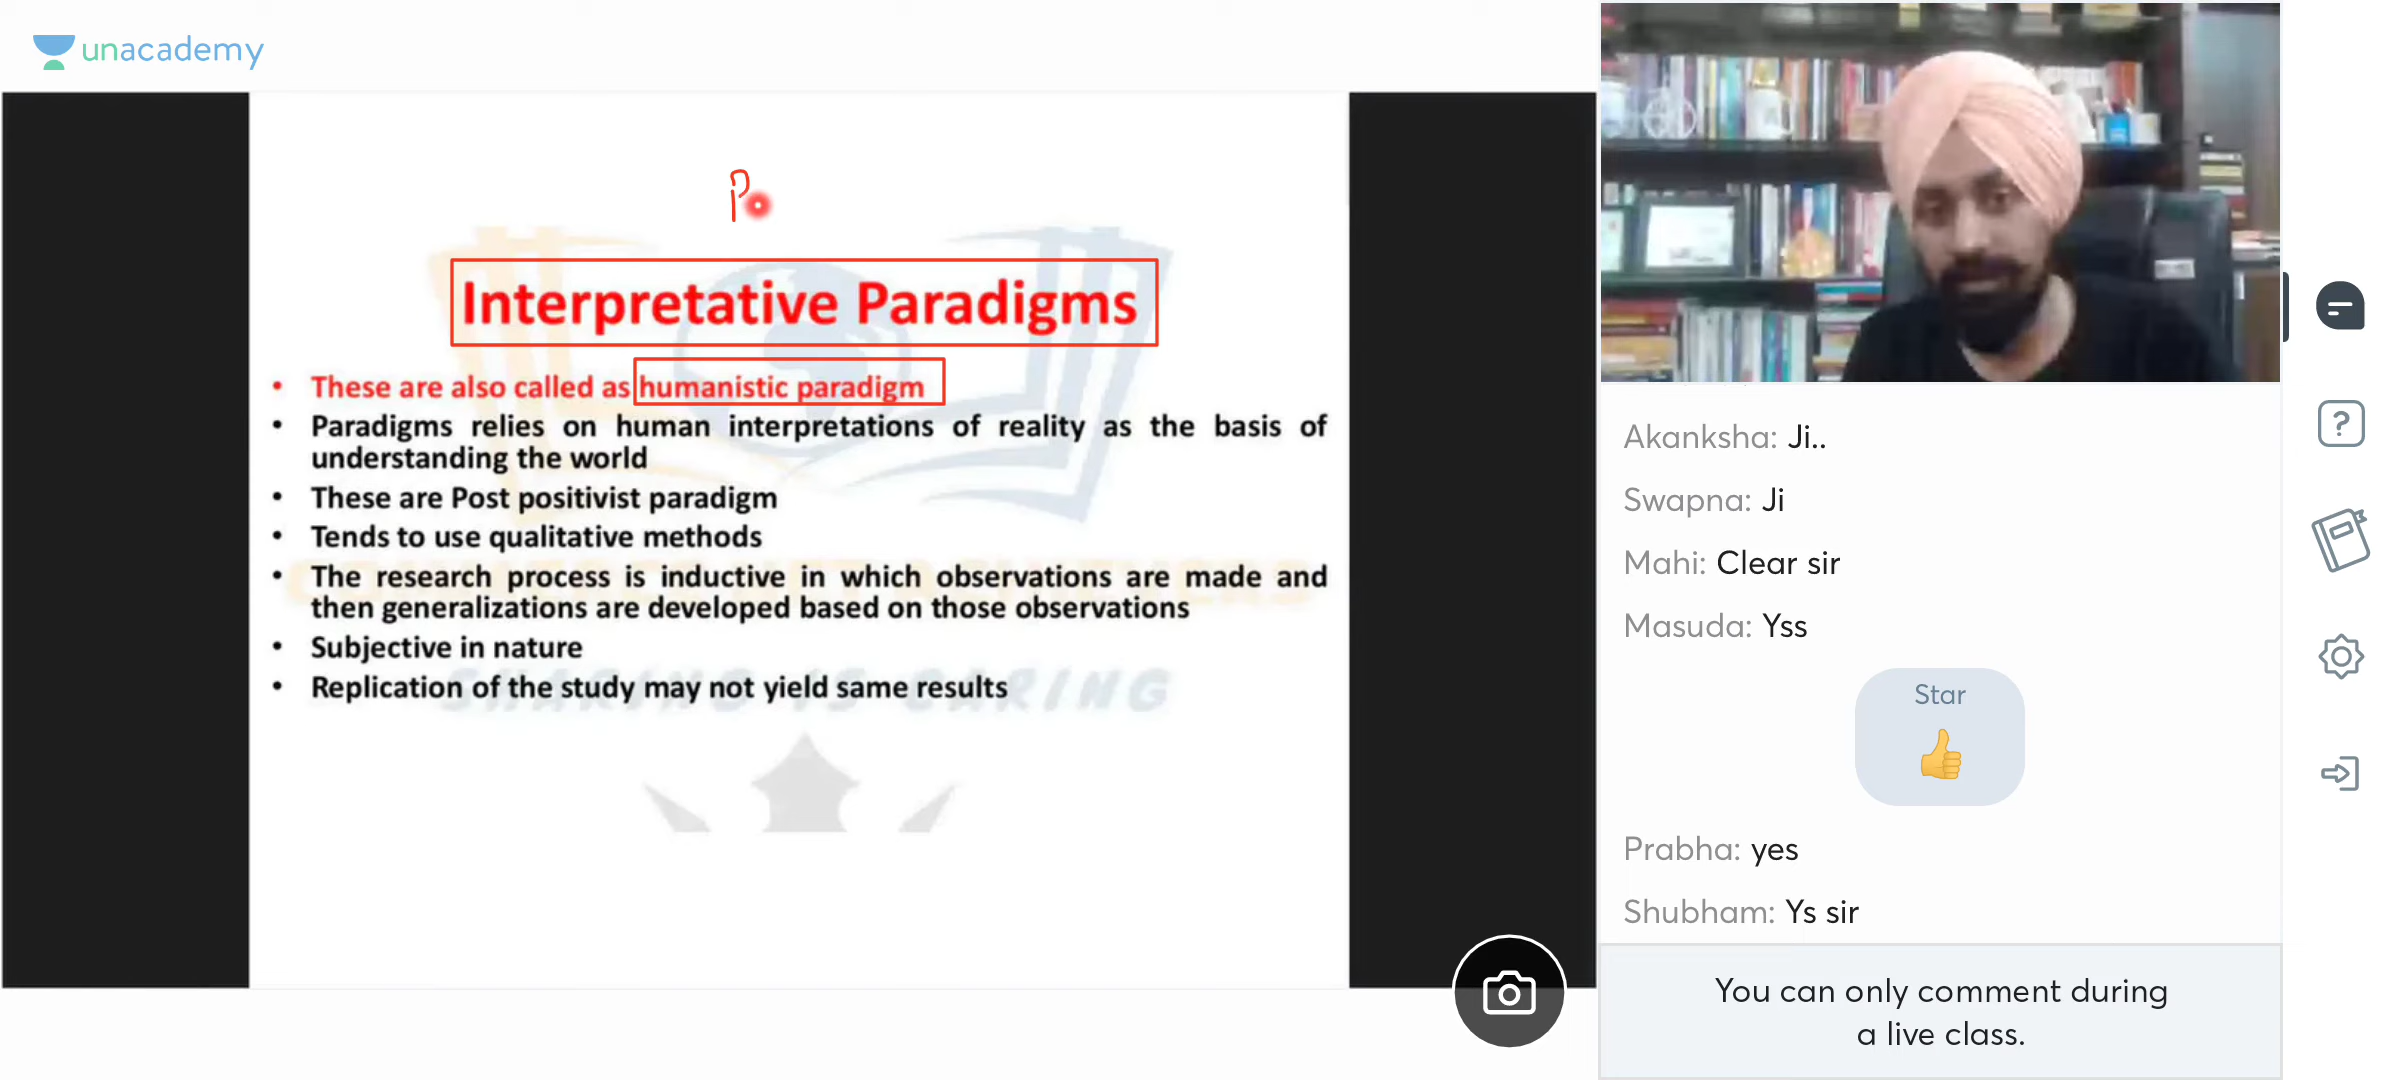 unacademy
P
Interpretative Paradigms
• These are also called as humanistic paradigm
• Paradigms relies on human interpretations of reality as the basis of
understanding the world
• These are Post positivist paradigm
• Tends to use qualitative methods
• The research process is inductive in which observations are made and
then generalizations are developed based on those observations
• Subjective in nature
• Replication of the study may not yield same results
SHARING IS CARING
Akanksha: Ji..
Swapna: Ji
Mahi: Clear sir
Masuda: Yss
Star
👍
Prabha: yes
Shubham: Ys sir
You can only comment during
a live class.